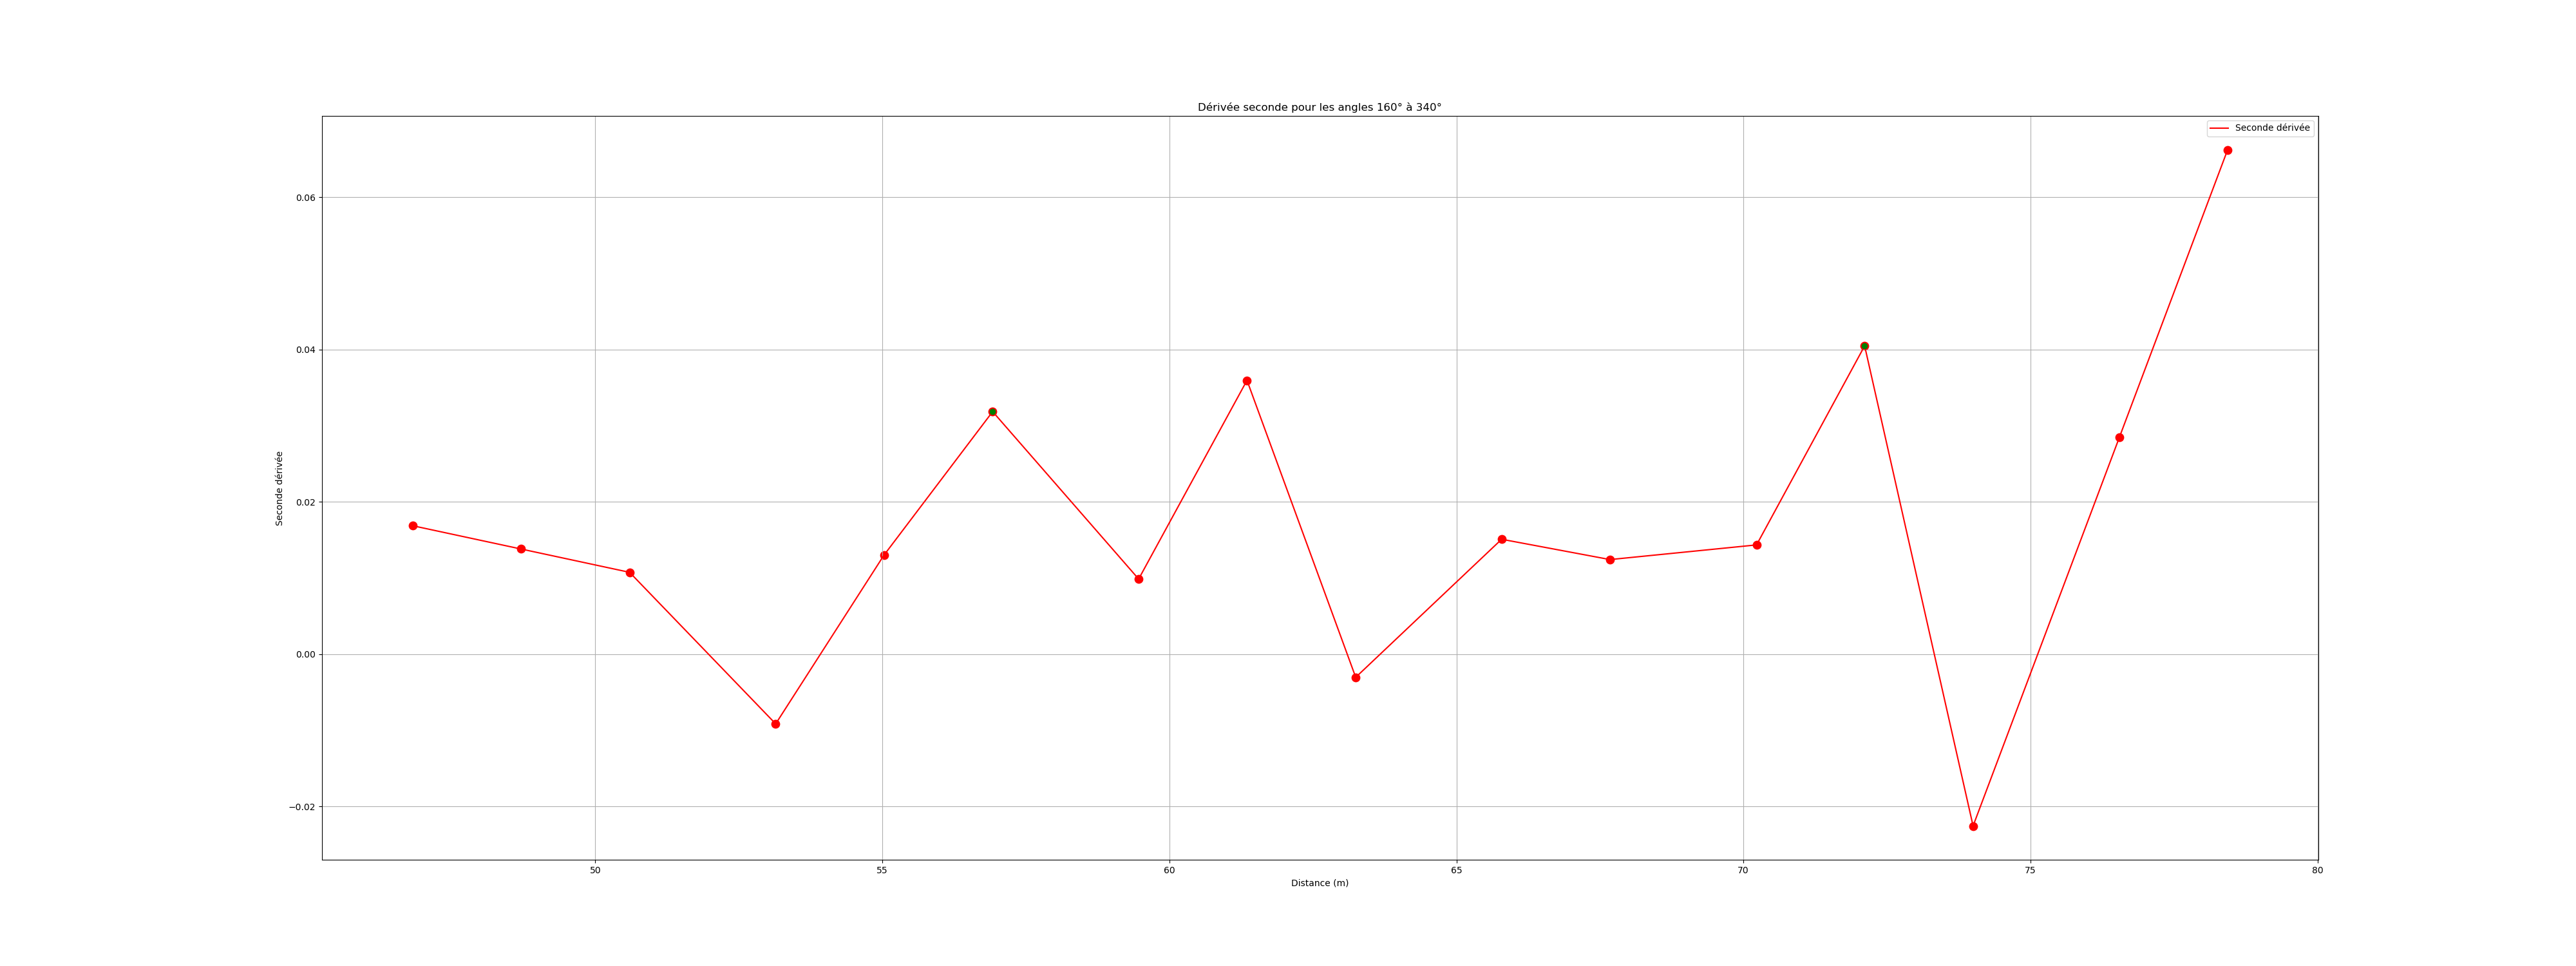 Dérivée seconde pour les angles 160° à 340°
Seconde dérivée
0.06
0.04
0.02
0.00
−0.02
Seconde dérivée
50 55 60 65 70 75 80
Distance (m)